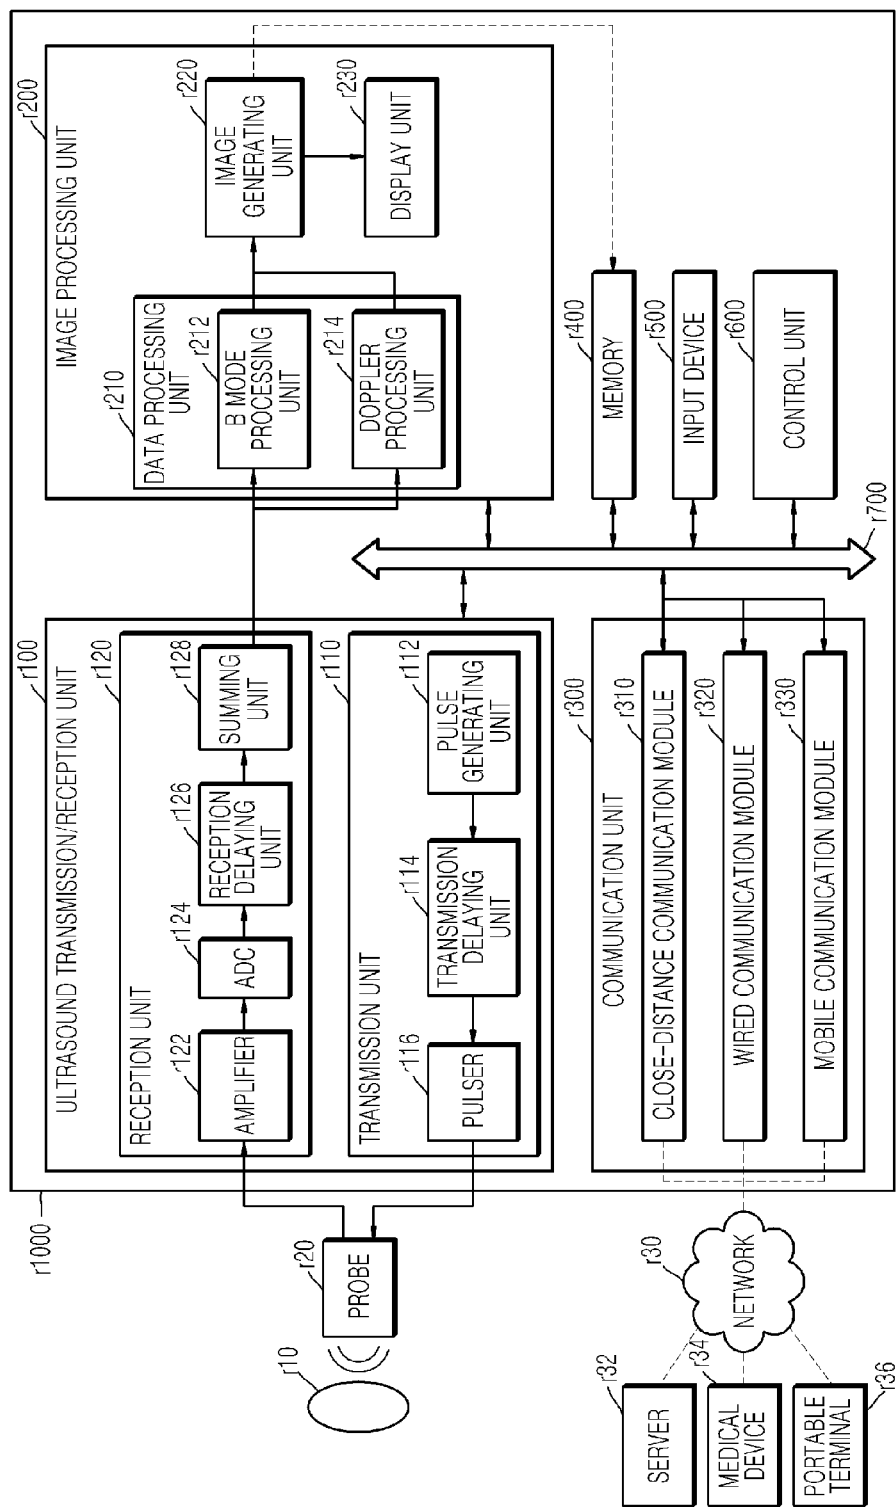 r1000
r100
ULTRASOUND TRANSMISSION/RECEPTION UNIT
r120
RECEPTION UNIT
r122
AMPLIFIER
r124
ADC
r126
RECEPTION
DELAYING
UNIT
r128
SUMMING
UNIT
r110
TRANSMISSION UNIT
r116
PULSER
r114
TRANSMISSION
DELAYING
UNIT
r112
PULSE
GENERATING
UNIT
r200
IMAGE PROCESSING UNIT
r210
DATA PROCESSING
UNIT
r212
B MODE
PROCESSING
UNIT
r214
DOPPLER
PROCESSING
UNIT
r220
IMAGE
GENERATING
UNIT
r230
DISPLAY UNIT
r10
r20
PROBE
r300
COMMUNICATION UNIT
r310
CLOSE-DISTANCE COMMUNICATION MODULE
r320
WIRED COMMUNICATION MODULE
r330
MOBILE COMMUNICATION MODULE
r400
MEMORY
r500
INPUT DEVICE
r600
CONTROL UNIT
r700
r30
NETWORK
r32
SERVER
r34
MEDICAL
DEVICE
r36
PORTABLE
TERMINAL